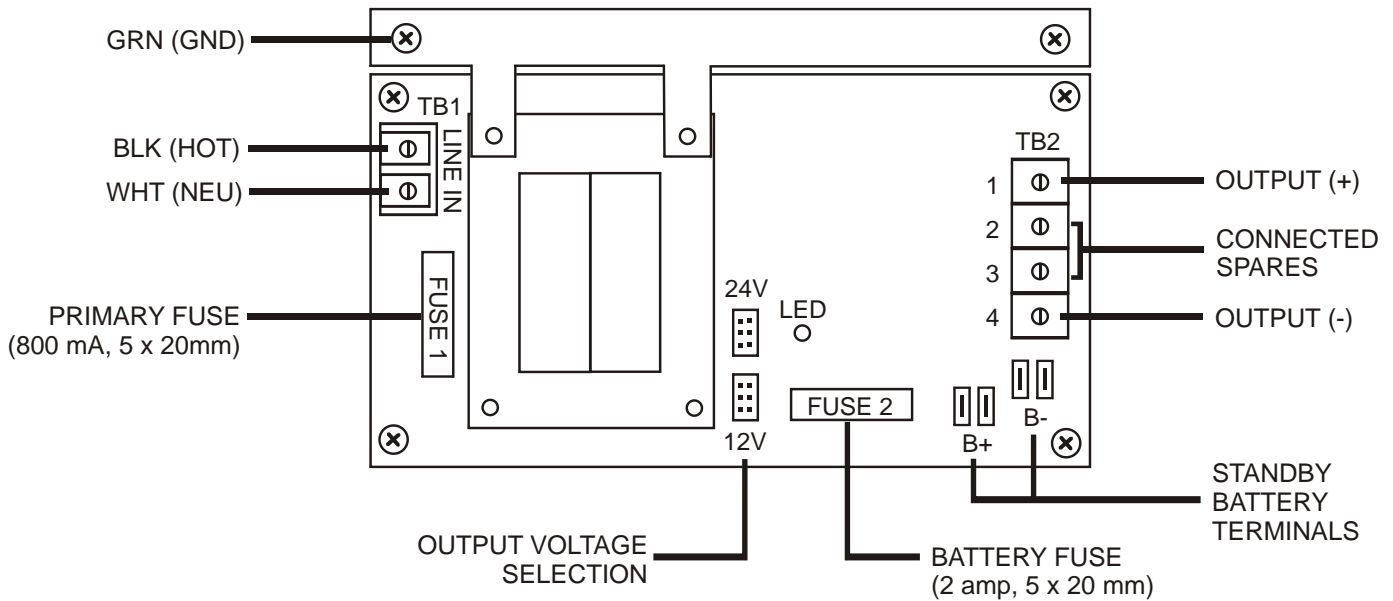 GRN (GND)
TB1
BLK (HOT)
WHT (NEU)
LINE IN
PRIMARY FUSE
(800 mA, 5 x 20mm)
FUSE 1
24V
LED
12V
FUSE 2
OUTPUT VOLTAGE
SELECTION
BATTERY FUSE
(2 amp, 5 x 20 mm)
TB2
1
2
3
4
OUTPUT (+)
CONNECTED
SPARES
OUTPUT (-)
B-
B+
STANDBY
BATTERY
TERMINALS